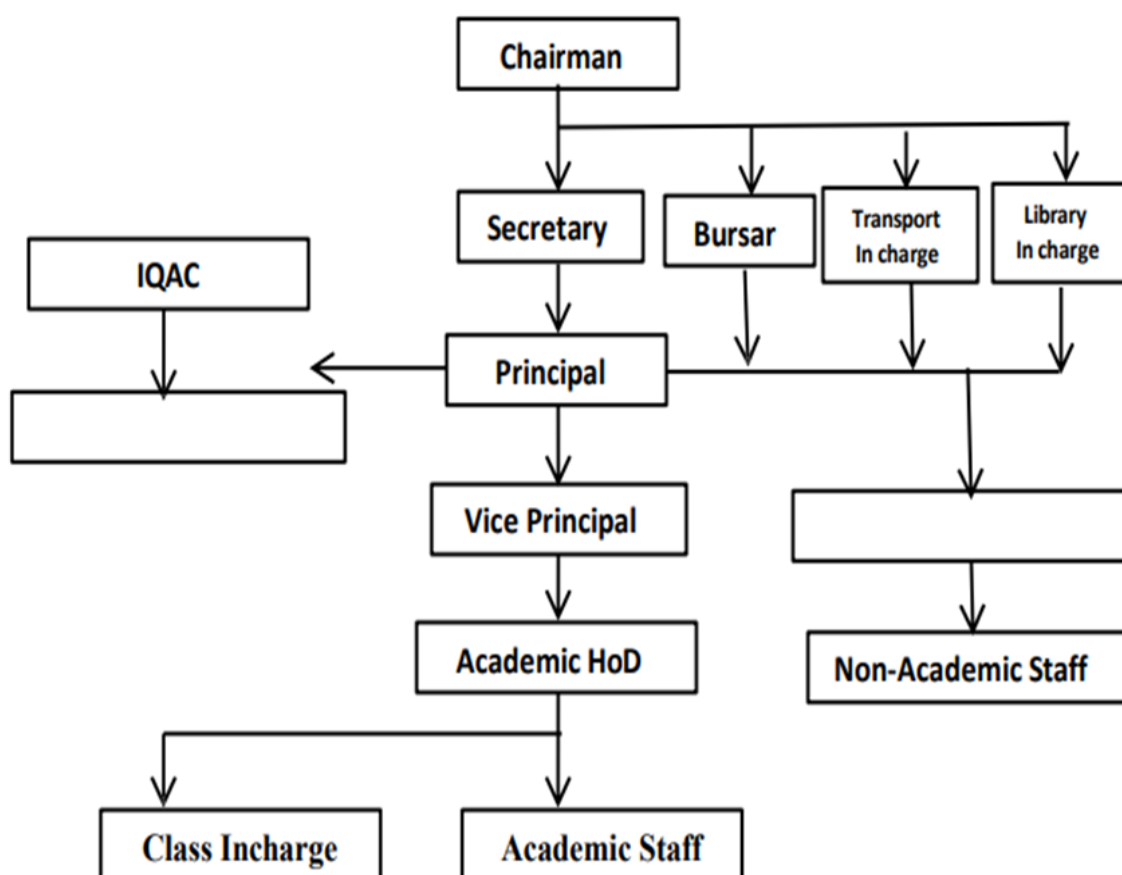 Chairman
Secretary
Bursar
Transport
In charge
Library
In charge
IQAC
Principal
Vice Principal
Academic HoD
Non-Academic Staff
Class Incharge
Academic Staff